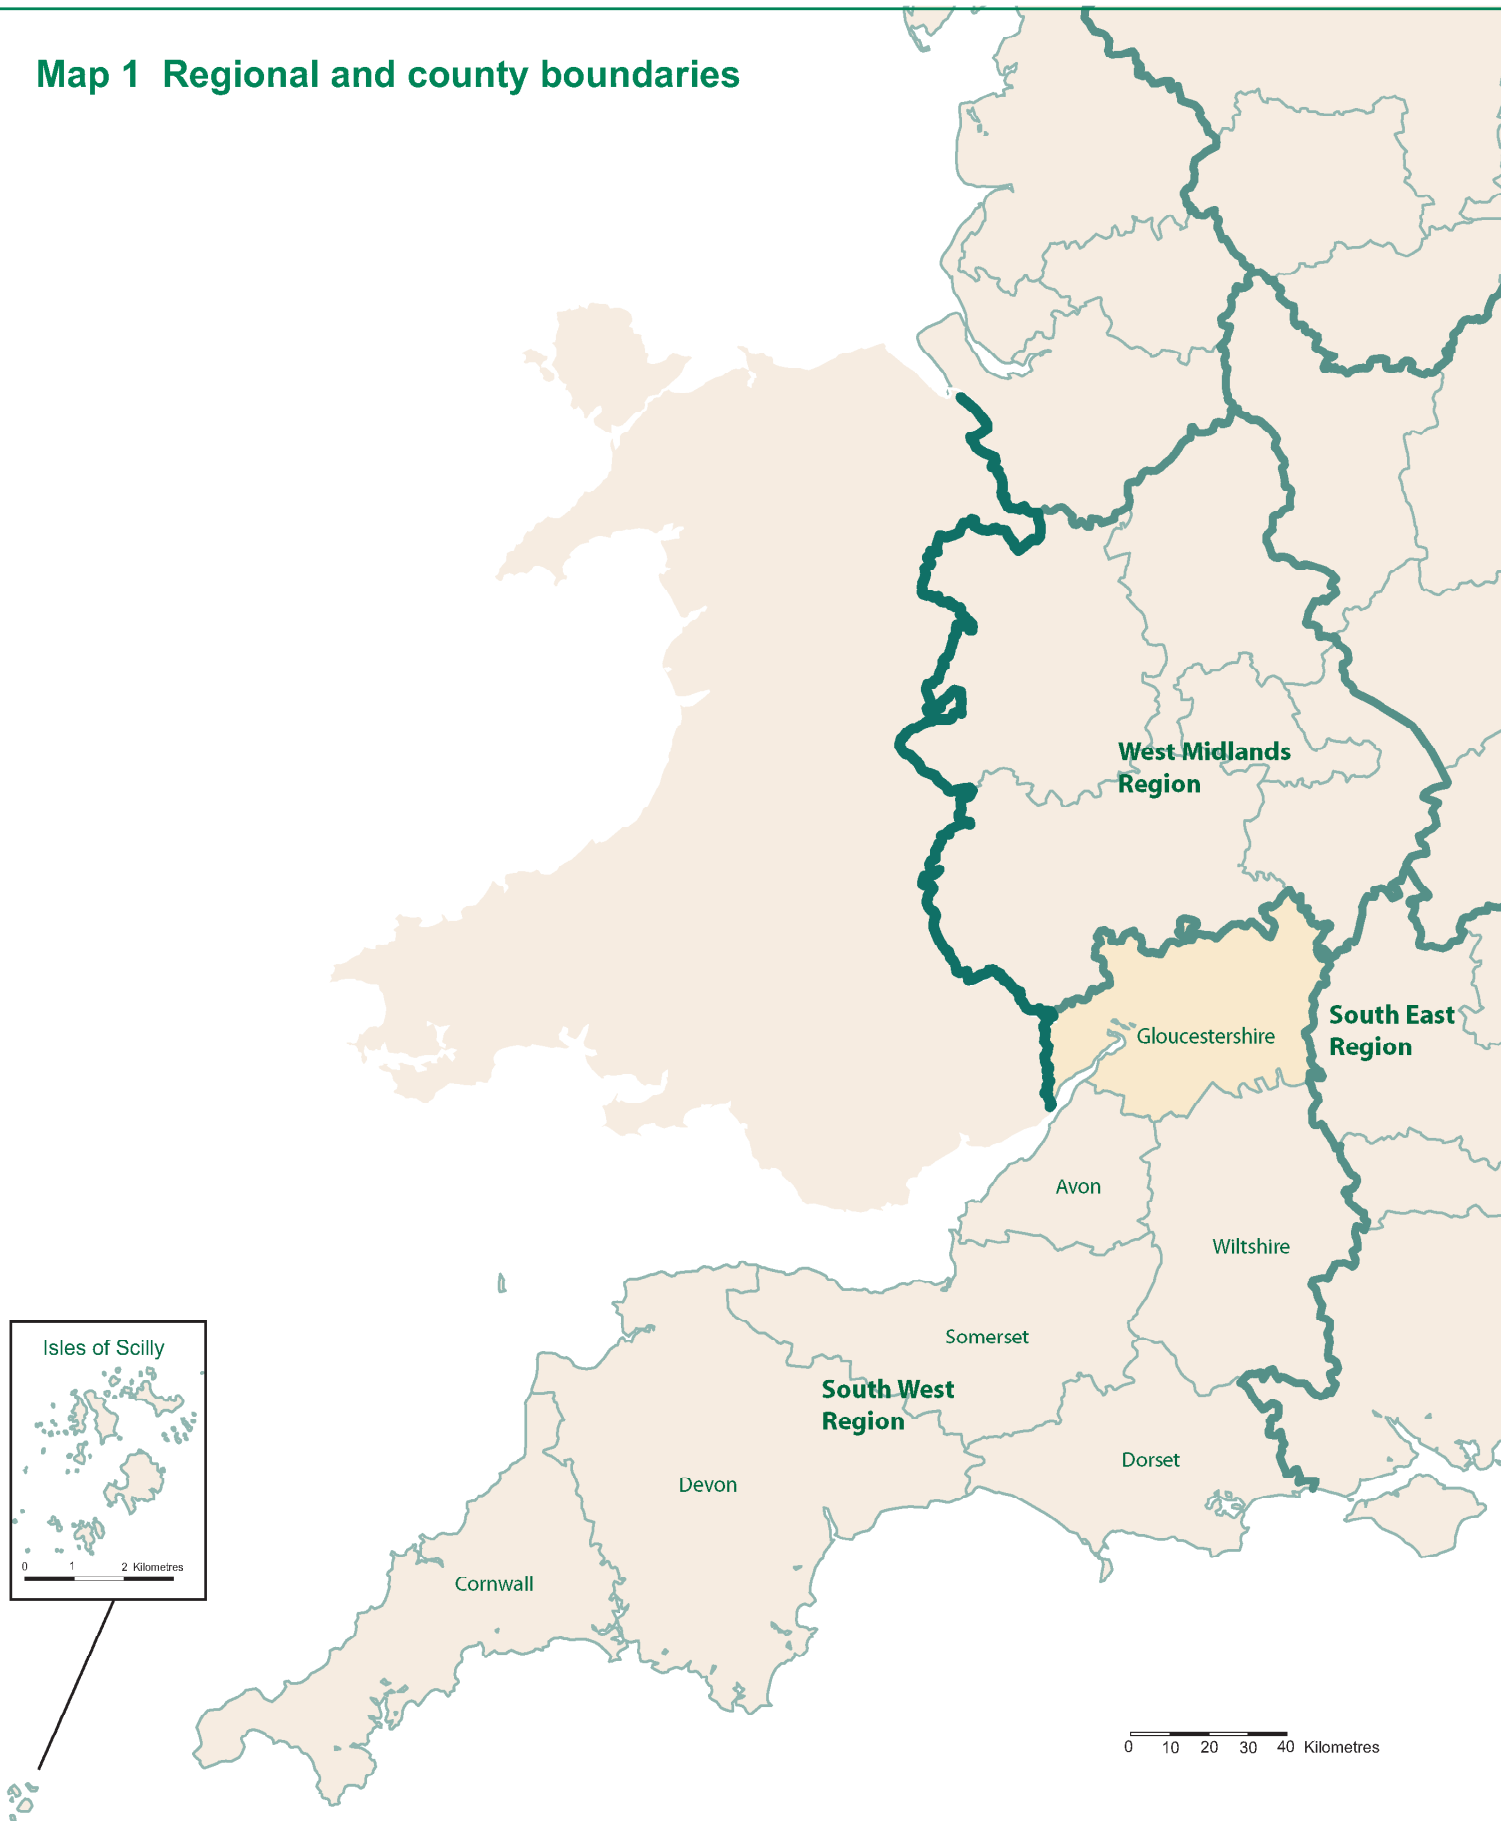 Map 1 Regional and county boundaries
West Midlands
Region
South East
Region
Gloucestershire
Avon
Wiltshire
Isles of Scilly
Somerset
South West
Region
Dorset
Devon
0 1 2 Kilometres
Cornwall
0 10 20 30 40 Kilometres